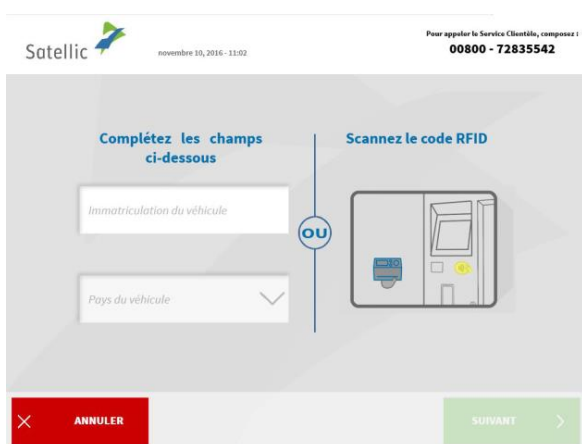 Satellic
novembre 10, 2016 - 11:02
Pour appeler le Service Clientèle, composez :
00800 - 72835542
Complétez les champs
ci-dessous
Immatriculation du véhicule
Pays du véhicule
OU
Scannez le code RFID
ANNULER
SUIVANT